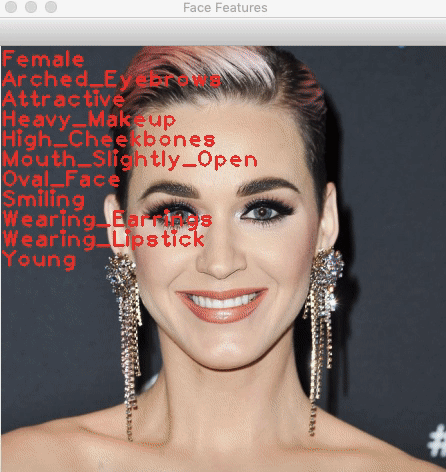 Face Features
Female
Arched_Eyebrows
Attractive
Heavy_Makeup
High_Cheekbones
Mouth_Slightly_Open
Oval_Face
Smiling
Wearing_Earrings
Wearing_Lipstick
Young
#